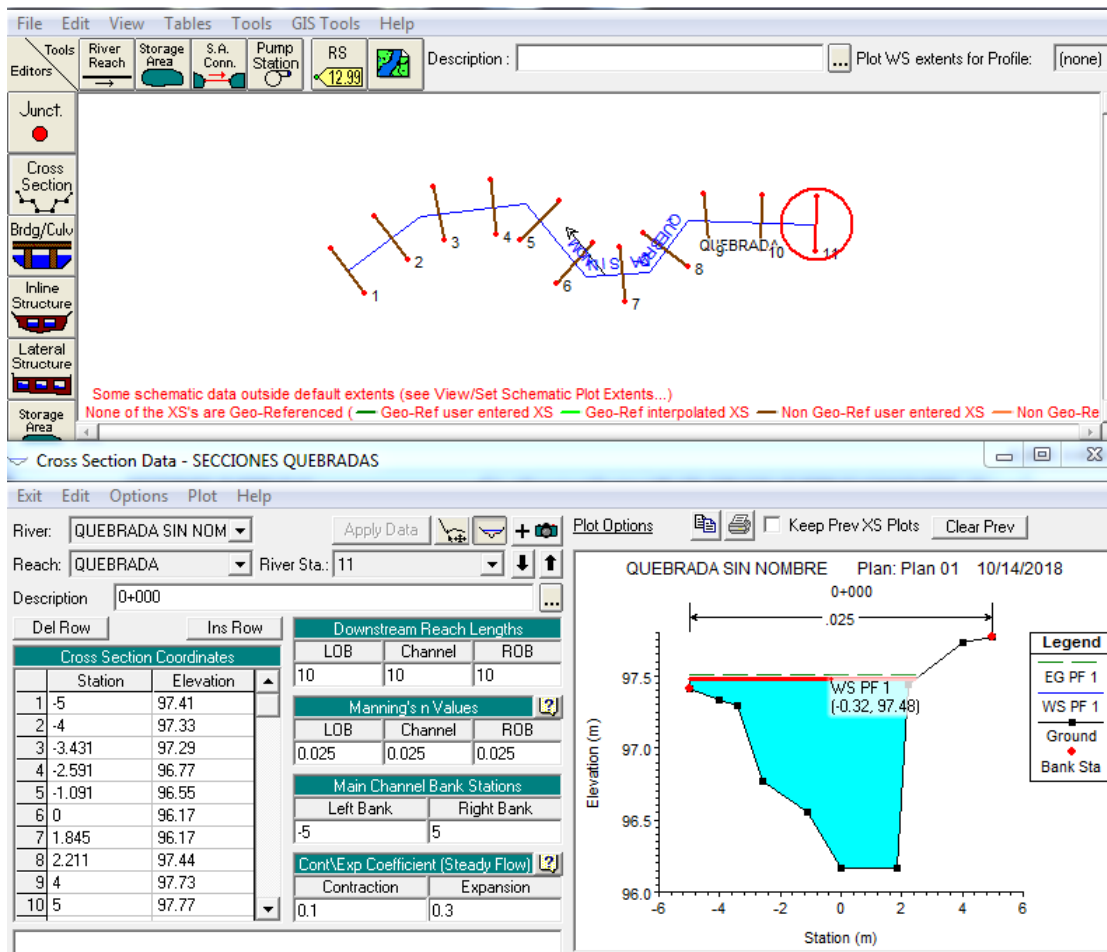 File Edit View Tables Tools GIS Tools Help
Tools
Editors
River Reach
Storage Area
S.A. Conn.
Pump Station
RS
12.99
Description :
...
Plot WS extents for Profile:
(none)
Junct.
Cross Section
Brdg/Culv
Inline Structure
Lateral Structure
Storage Area
1
2
3
4
5
6
7
8
9
10
11
QUEBRADA
QUEBRADA SIN NOM
Some schematic data outside default extents (see View/Set Schematic Plot Extents...)
None of the XS's are Geo-Referenced ( Geo-Ref user entered XS Geo-Ref interpolated XS Non Geo-Ref user entered XS Non Geo-Re
Cross Section Data - SECCIONES QUEBRADAS
Exit Edit Options Plot Help
River: QUEBRADA SIN NOM Apply Data
Plot Options Keep Prev XS Plots Clear Prev
Reach: QUEBRADA River Sta.: 11
Description 0+000 ...
Del Row Ins Row
Cross Section Coordinates
Station Elevation
1 -5 97.41
2 -4 97.33
3 -3.431 97.29
4 -2.591 96.77
5 -1.091 96.55
6 0 96.17
7 1.845 96.17
8 2.211 97.44
9 4 97.73
10 5 97.77
Downstream Reach Lengths
LOB Channel ROB
10 10 10
Manning's n Values ?
LOB Channel ROB
0.025 0.025 0.025
Main Channel Bank Stations
Left Bank Right Bank
-5 5
Cont\Exp Coefficient (Steady Flow) ?
Contraction Expansion
0.1 0.3
QUEBRADA SIN NOMBRE Plan: Plan 01 10/14/2018
0+000
.025
97.5
97.0
96.5
96.0
Elevation (m)
WS PF 1
(-0.32, 97.48)
-6 -4 -2 0 2 4 6
Station (m)
Legend
EG PF 1
WS PF 1
Ground
Bank Sta